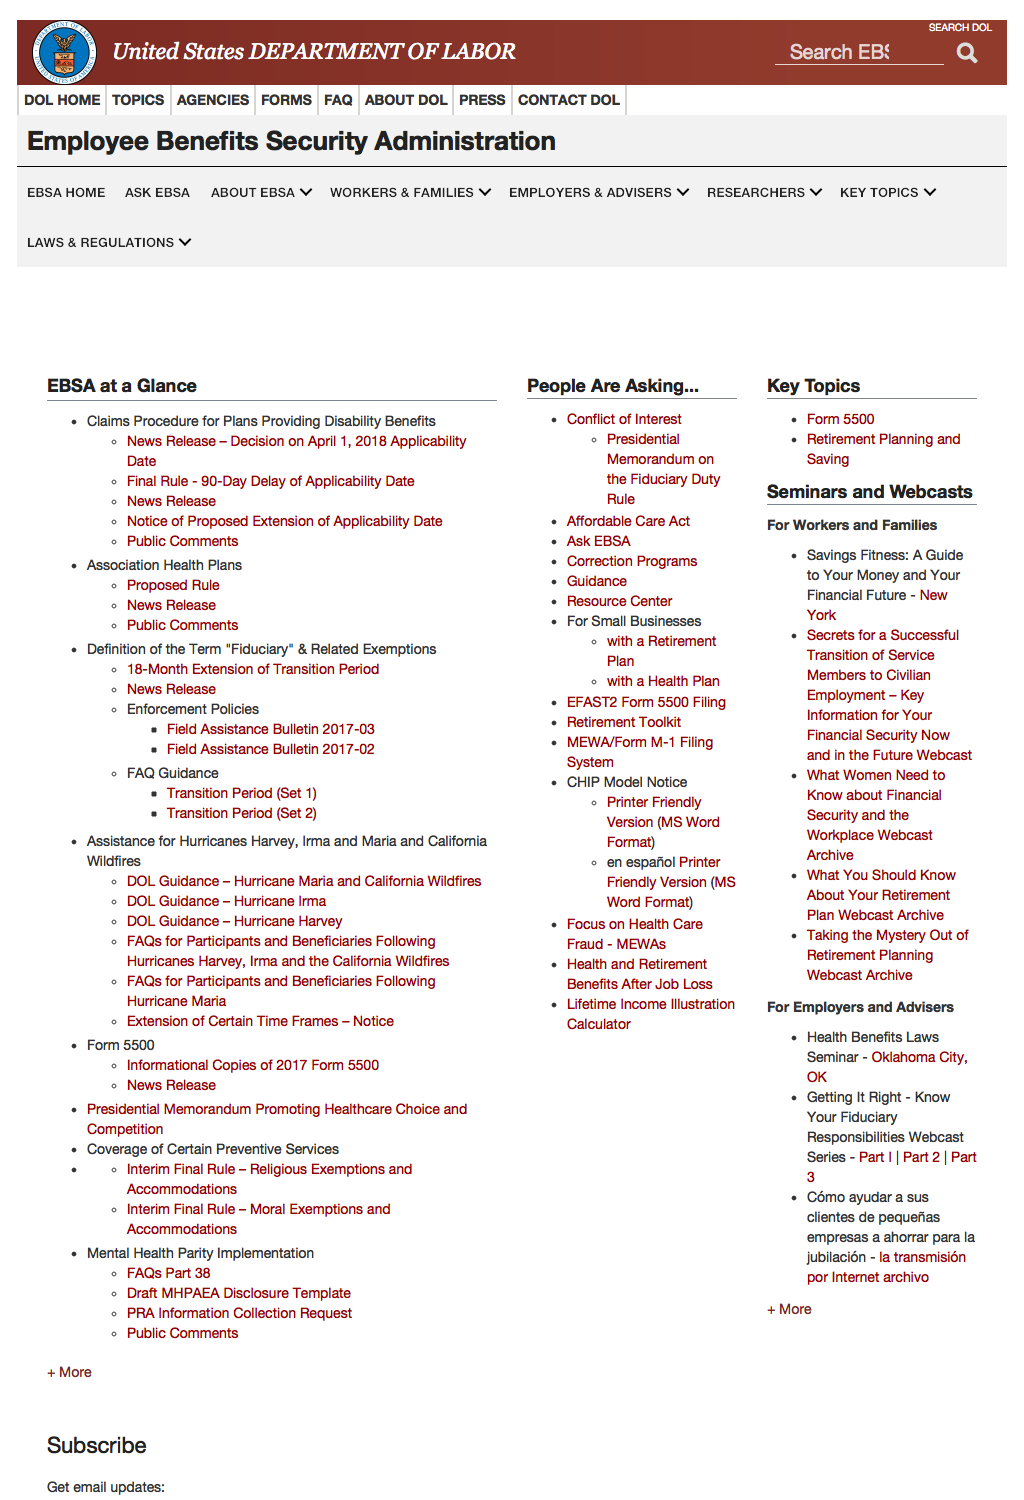 SEARCH DOL
United States DEPARTMENT OF LABOR
Search EBS
DOL HOME TOPICS AGENCIES FORMS FAQ ABOUT DOL PRESS CONTACT DOL
Employee Benefits Security Administration
EBSA HOME ASK EBSA ABOUT EBSA WORKERS & FAMILIES EMPLOYERS & ADVISERS RESEARCHERS KEY TOPICS
LAWS & REGULATIONS
EBSA at a Glance
Claims Procedure for Plans Providing Disability Benefits
News Release – Decision on April 1, 2018 Applicability
Date
Final Rule - 90-Day Delay of Applicability Date
News Release
Notice of Proposed Extension of Applicability Date
Public Comments
Association Health Plans
Proposed Rule
News Release
Public Comments
Definition of the Term "Fiduciary" & Related Exemptions
18-Month Extension of Transition Period
News Release
Enforcement Policies
Field Assistance Bulletin 2017-03
Field Assistance Bulletin 2017-02
FAQ Guidance
Transition Period (Set 1)
Transition Period (Set 2)
Assistance for Hurricanes Harvey, Irma and Maria and California
Wildfires
DOL Guidance – Hurricane Maria and California Wildfires
DOL Guidance – Hurricane Irma
DOL Guidance – Hurricane Harvey
FAQs for Participants and Beneficiaries Following
Hurricanes Harvey, Irma and the California Wildfires
FAQs for Participants and Beneficiaries Following
Hurricane Maria
Extension of Certain Time Frames – Notice
Form 5500
Informational Copies of 2017 Form 5500
News Release
Presidential Memorandum Promoting Healthcare Choice and
Competition
Coverage of Certain Preventive Services
Interim Final Rule – Religious Exemptions and
Accommodations
Interim Final Rule – Moral Exemptions and
Accommodations
Mental Health Parity Implementation
FAQs Part 38
Draft MHPAEA Disclosure Template
PRA Information Collection Request
Public Comments
+ More
People Are Asking...
Conflict of Interest
Presidential
Memorandum on
the Fiduciary Duty
Rule
Affordable Care Act
Ask EBSA
Correction Programs
Guidance
Resource Center
For Small Businesses
with a Retirement
Plan
with a Health Plan
EFAST2 Form 5500 Filing
Retirement Toolkit
MEWA/Form M-1 Filing
System
CHIP Model Notice
Printer Friendly
Version (MS Word
Format)
en español Printer
Friendly Version (MS
Word Format)
Focus on Health Care
Fraud - MEWAs
Health and Retirement
Benefits After Job Loss
Lifetime Income Illustration
Calculator
Key Topics
Form 5500
Retirement Planning and
Saving
Seminars and Webcasts
For Workers and Families
Savings Fitness: A Guide
to Your Money and Your
Financial Future - New
York
Secrets for a Successful
Transition of Service
Members to Civilian
Employment – Key
Information for Your
Financial Security Now
and in the Future Webcast
What Women Need to
Know about Financial
Security and the
Workplace Webcast
Archive
What You Should Know
About Your Retirement
Plan Webcast Archive
Taking the Mystery Out of
Retirement Planning
Webcast Archive
For Employers and Advisers
Health Benefits Laws
Seminar - Oklahoma City,
OK
Getting It Right - Know
Your Fiduciary
Responsibilities Webcast
Series - Part I | Part 2 | Part
3
Cómo ayudar a sus
clientes de pequeñas
empresas a ahorrar para la
jubilación - la transmisión
por Internet archivo
+ More
Subscribe
Get email updates: